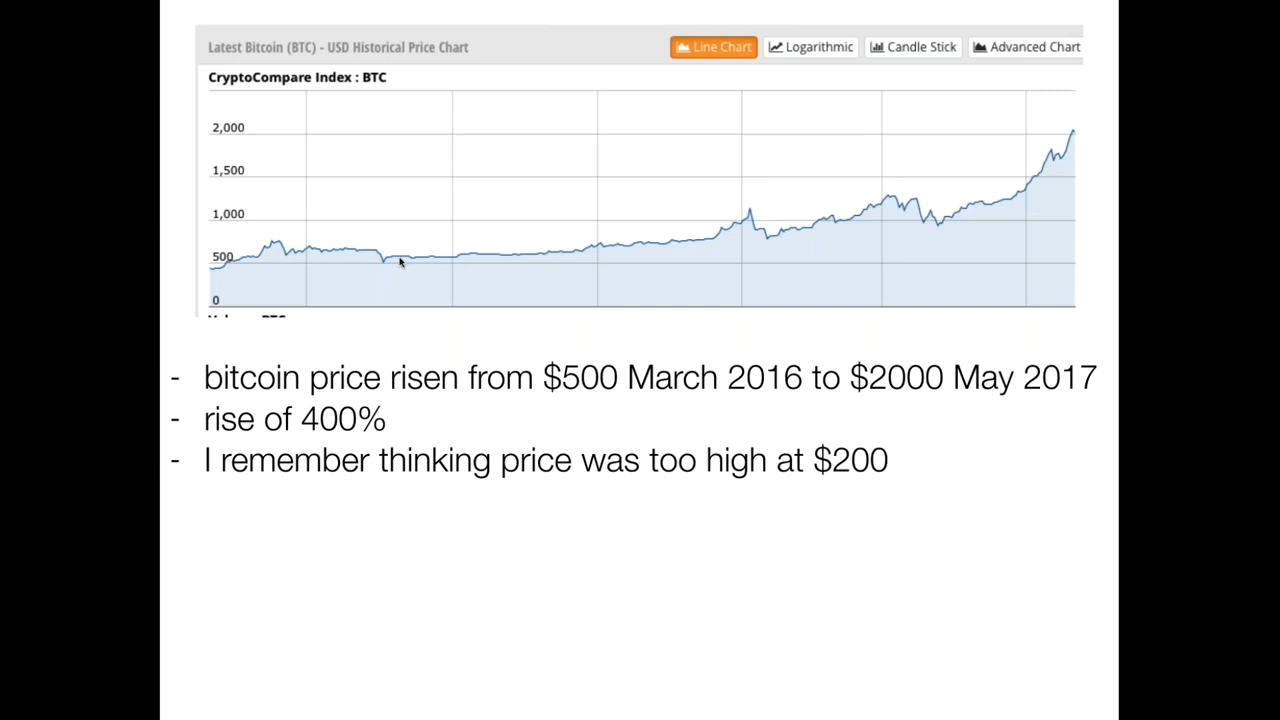 Latest Bitcoin (BTC) - USD Historical Price Chart
Line Chart
Logarithmic
Candle Stick
Advanced Chart
CryptoCompare Index : BTC
2,000
1,500
1,000
500
0
- bitcoin price risen from $500 March 2016 to $2000 May 2017
- rise of 400%
- I remember thinking price was too high at $200